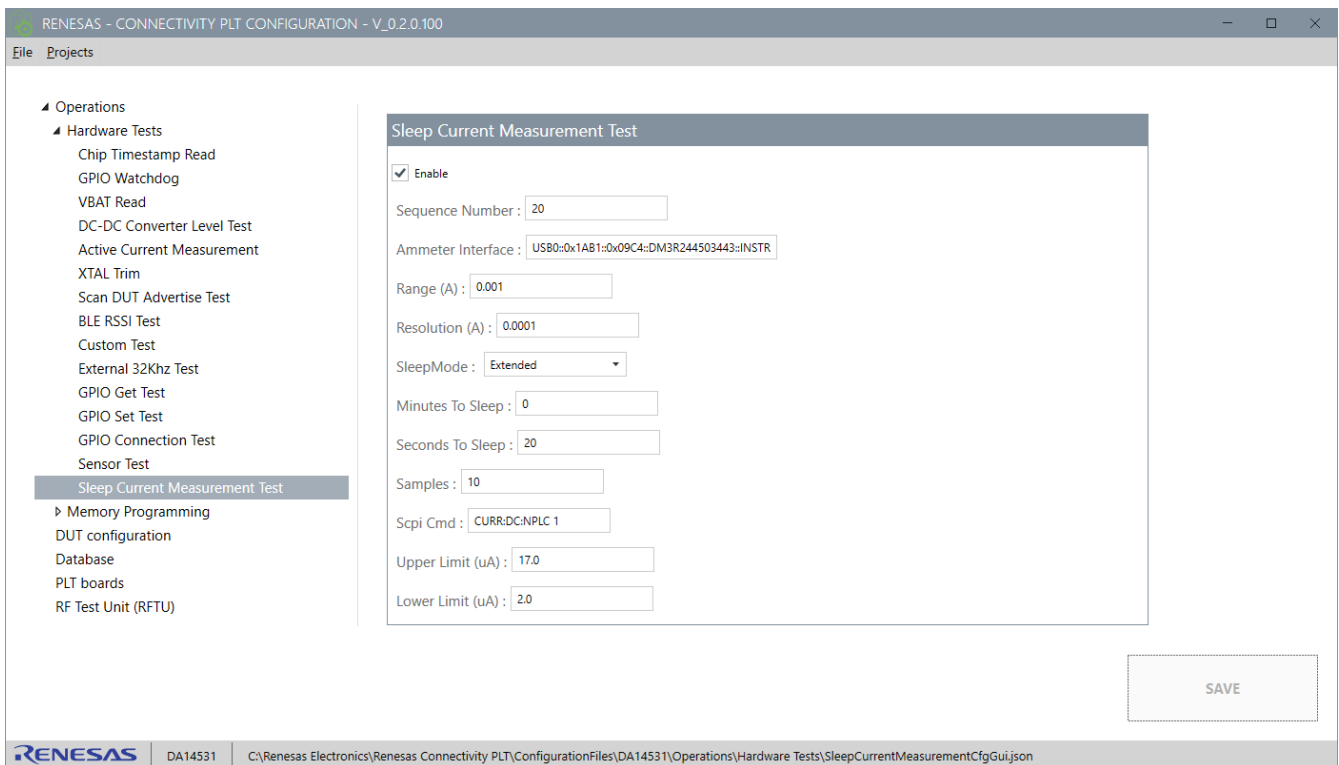 RENESAS - CONNECTIVITY PLT CONFIGURATION - V_0.2.0.100
File Projects
Operations
Hardware Tests
Chip Timestamp Read
GPIO Watchdog
VBAT Read
DC-DC Converter Level Test
Active Current Measurement
XTAL Trim
Scan DUT Advertise Test
BLE RSSI Test
Custom Test
External 32Khz Test
GPIO Get Test
GPIO Set Test
GPIO Connection Test
Sensor Test
Sleep Current Measurement Test
Memory Programming
DUT configuration
Database
PLT boards
RF Test Unit (RFTU)
Sleep Current Measurement Test
Enable
Sequence Number : 20
Ammeter Interface : USB0::0x1AB1::0x09C4::DM3R244503443::INSTR
Range (A) : 0.001
Resolution (A) : 0.0001
SleepMode : Extended
Minutes To Sleep : 0
Seconds To Sleep : 20
Samples : 10
Scpi Cmd : CURR:DC:NPLC 1
Upper Limit (uA) : 17.0
Lower Limit (uA) : 2.0
SAVE
RENESAS DA14531 C:\Renesas Electronics\Renesas Connectivity PLT\ConfigurationFiles\DA14531\Operations\Hardware Tests\SleepCurrentMeasurementCfgGui.json